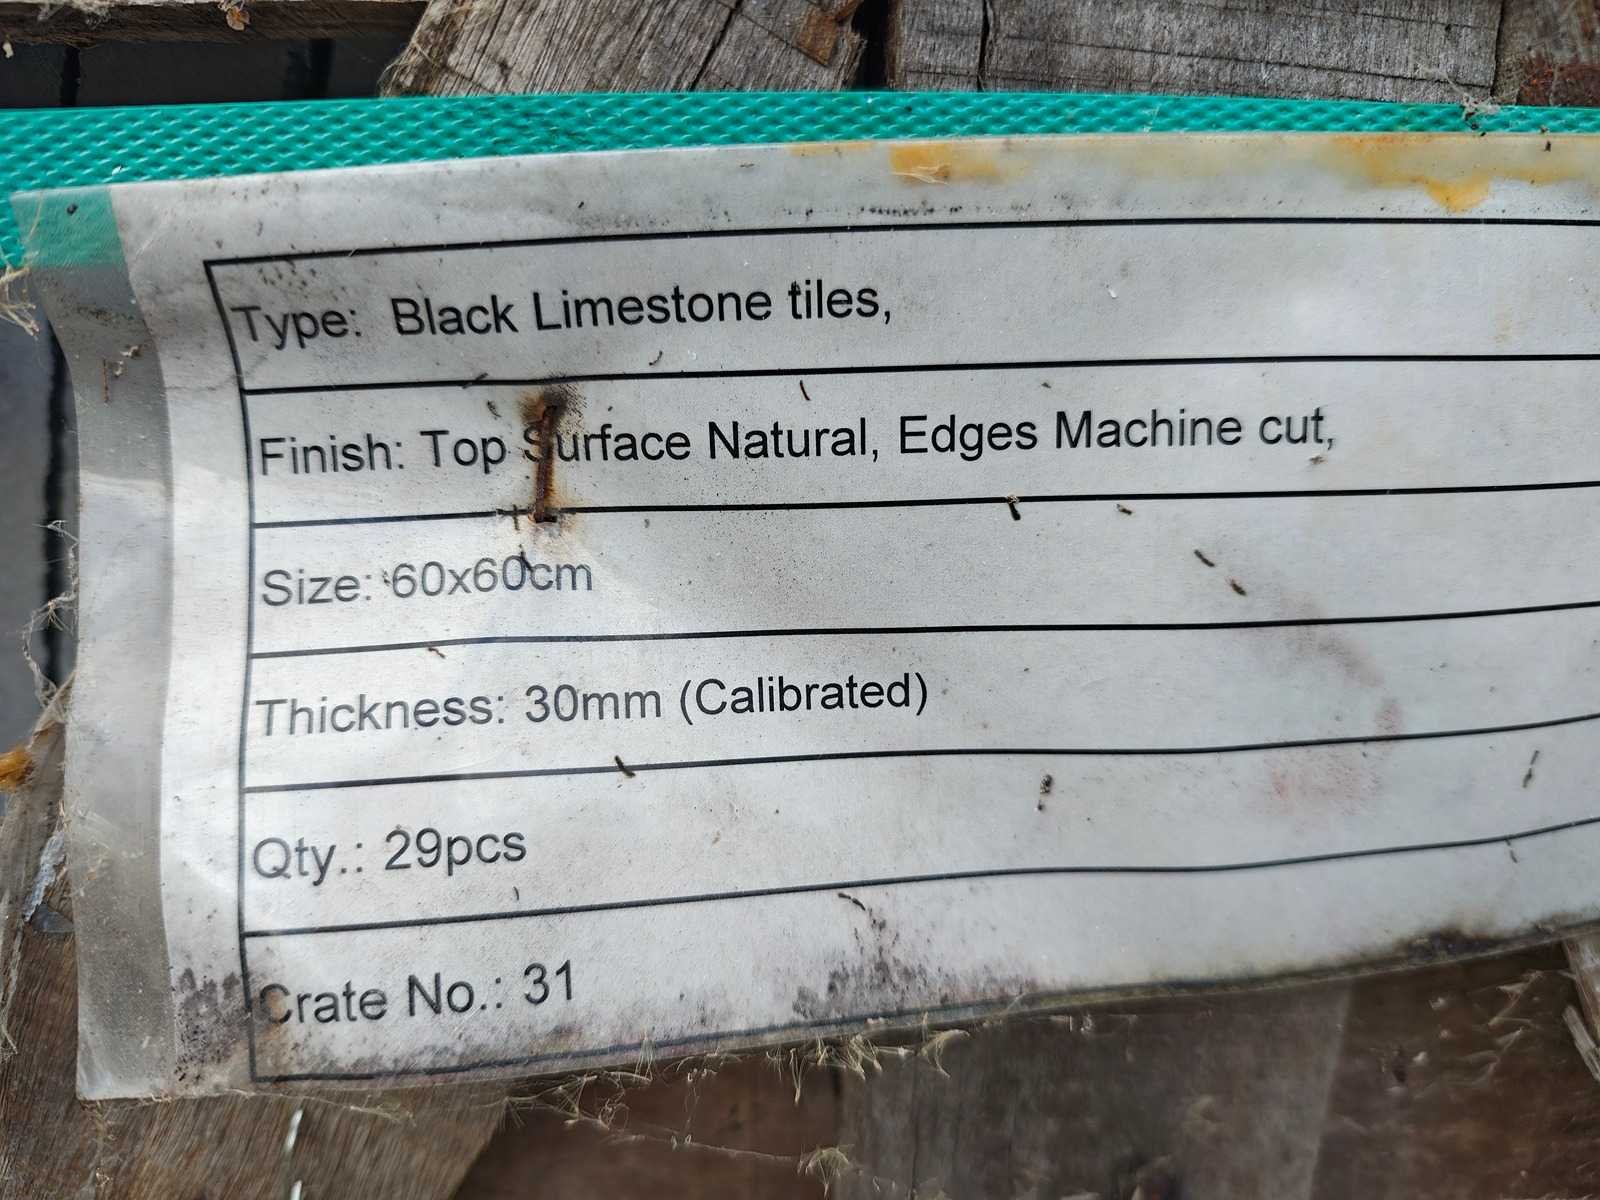 Type: Black Limestone tiles,
Finish: Top Surface Natural, Edges Machine cut,
Size: 60x60cm
Thickness: 30mm (Calibrated)
Qty.: 29pcs
Crate No.: 31